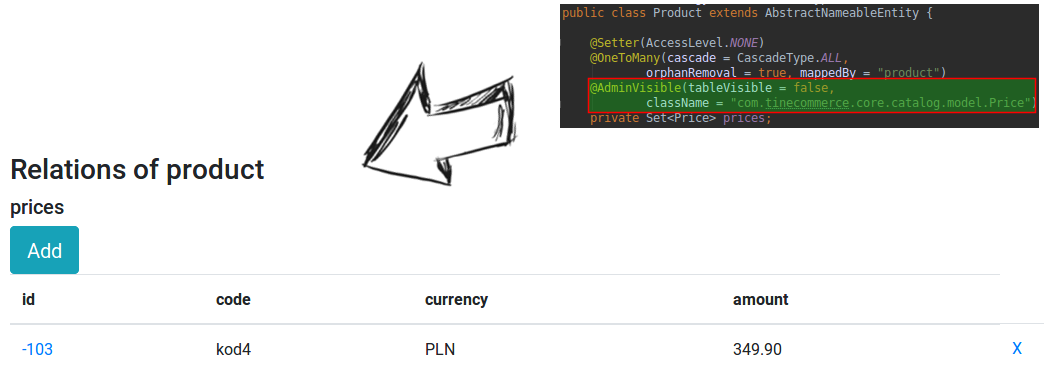 public class Product extends AbstractNameableEntity {
@Setter(AccessLevel.NONE)
@OneToMany(cascade = CascadeType.ALL,
orphanRemoval = true, mappedBy = "product")
@AdminVisible(tableVisible = false,
className = "com.tinecommerce.core.catalog.model.Price")
private Set<Price> prices;
Relations of product
prices
Add
id code currency amount
-103 kod4 PLN 349.90 X